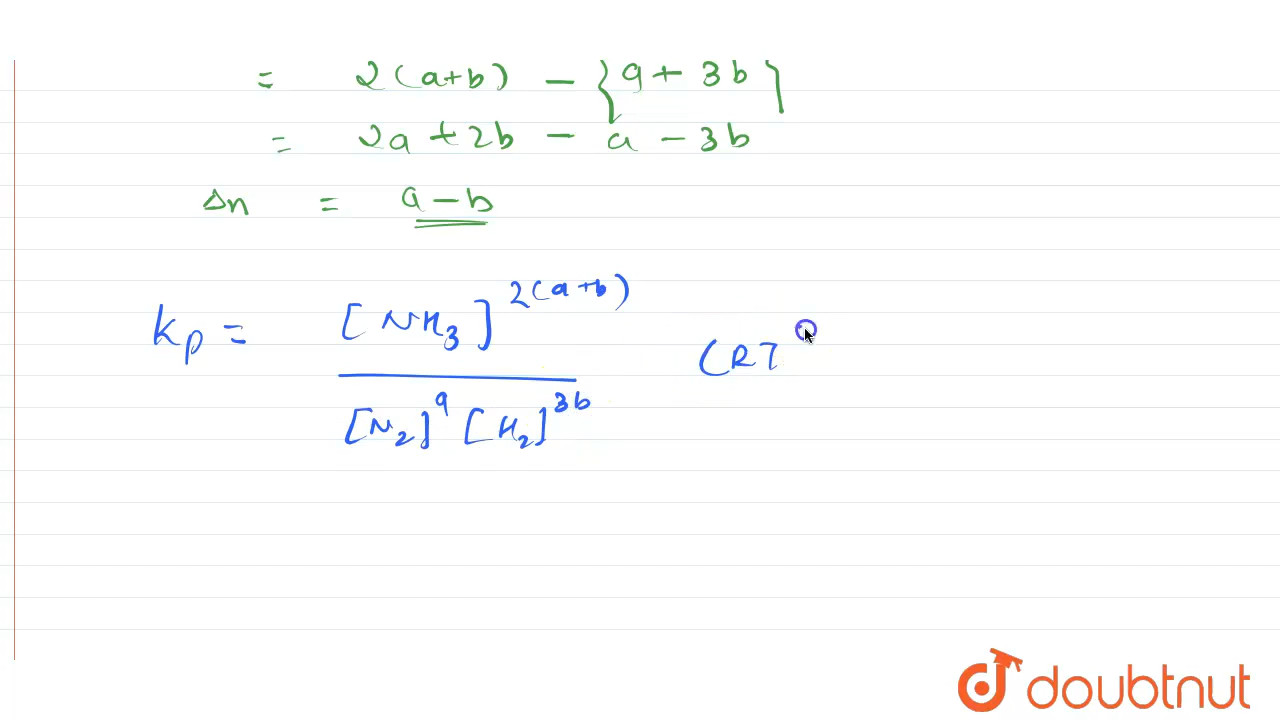 = 2(a+b) - {a + 3b}
= 2a + 2b - a - 3b
Δn = a - b
Kp = [NH3]^2(a+b) / [N2]^a [H2]^3b (RT
doubtnut